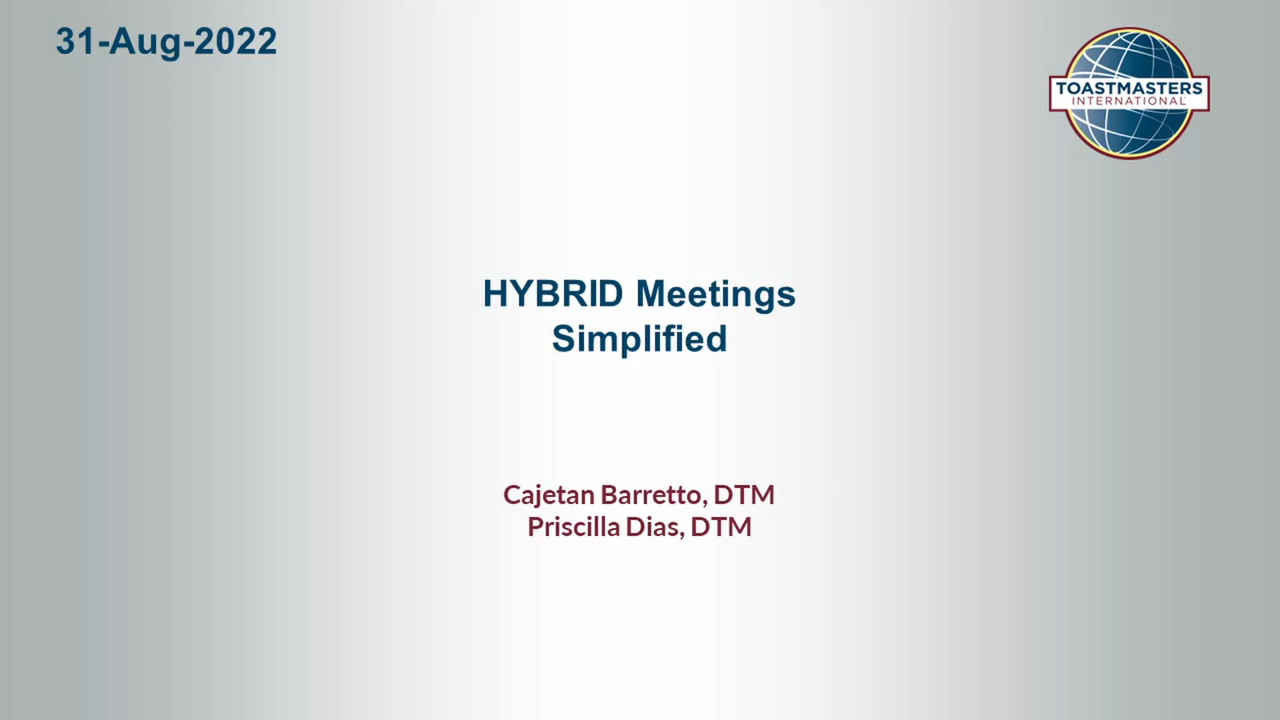 31-Aug-2022
TOASTMASTERS
INTERNATIONAL
HYBRID Meetings
Simplified
Cajetan Barretto, DTM
Priscilla Dias, DTM